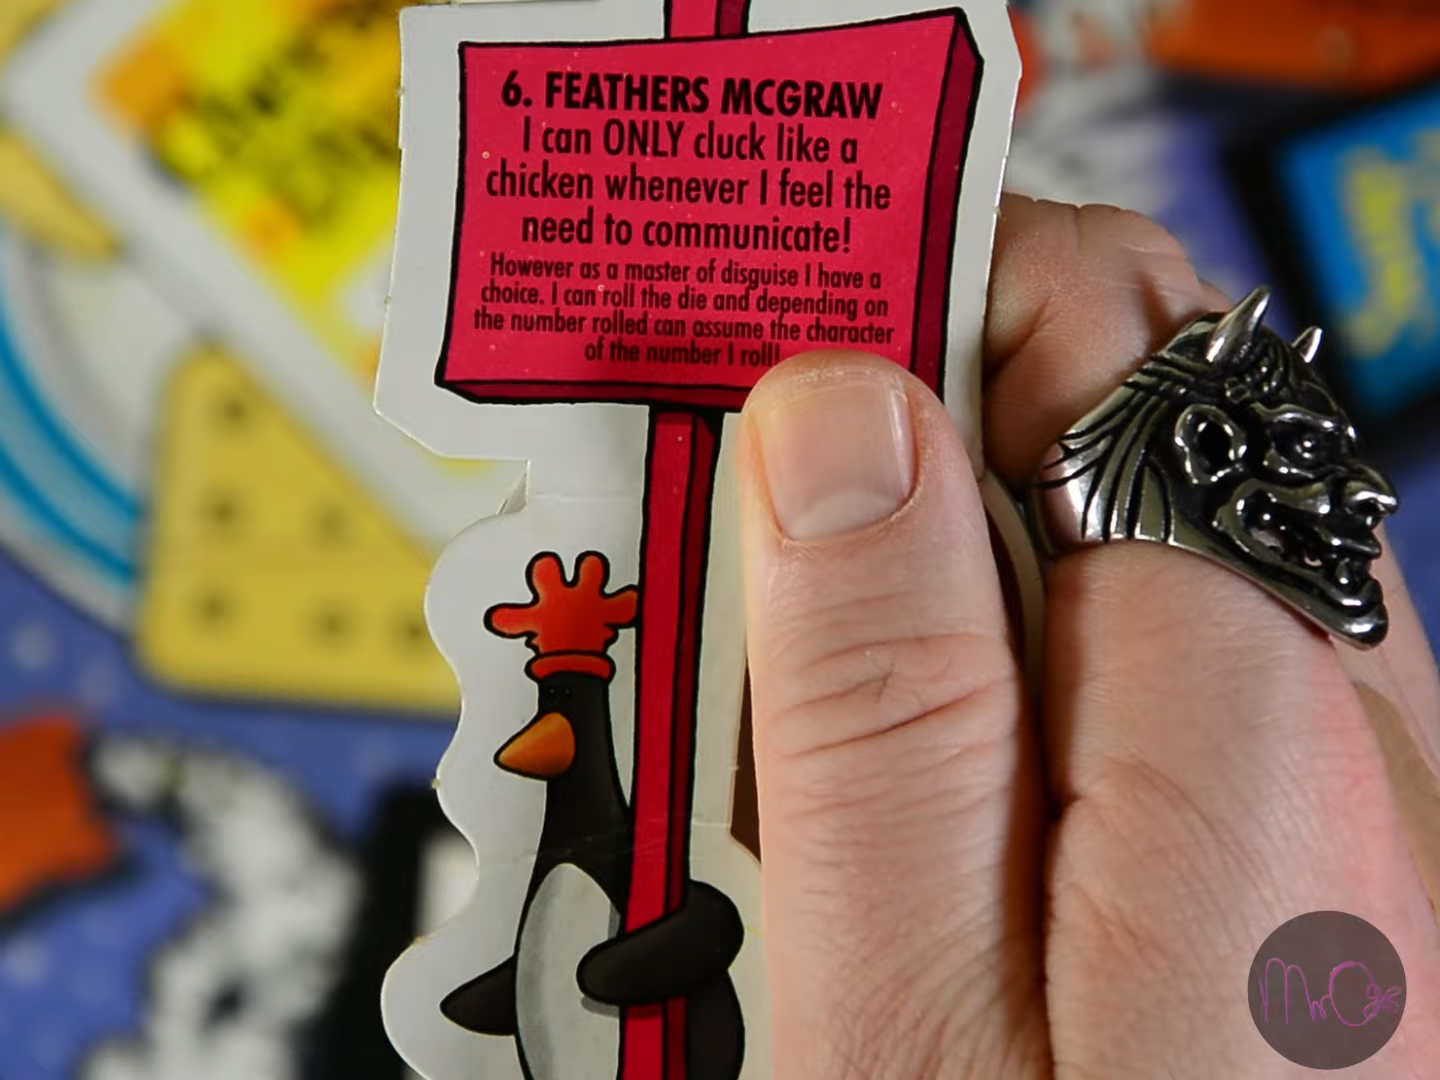 6. FEATHERS MCGRAW
I can ONLY cluck like a
chicken whenever I feel the
need to communicate!
However as a master of disguise I have a
choice. I can roll the die and depending on
the number rolled can assume the character
of the number I roll!